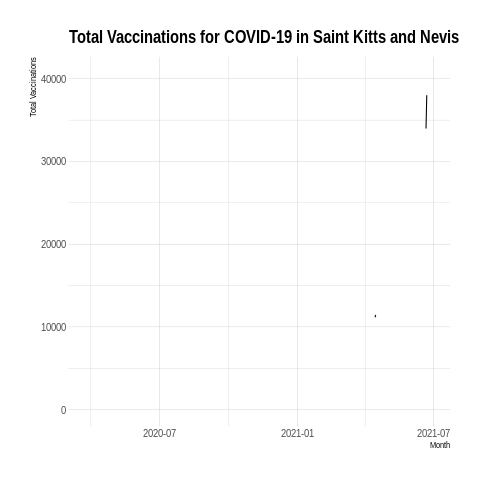 Total Vaccinations for COVID-19 in Saint Kitts and Nevis
Total Vaccinations
40000
30000
20000
10000
0
2020-07 2021-01 2021-07
Month